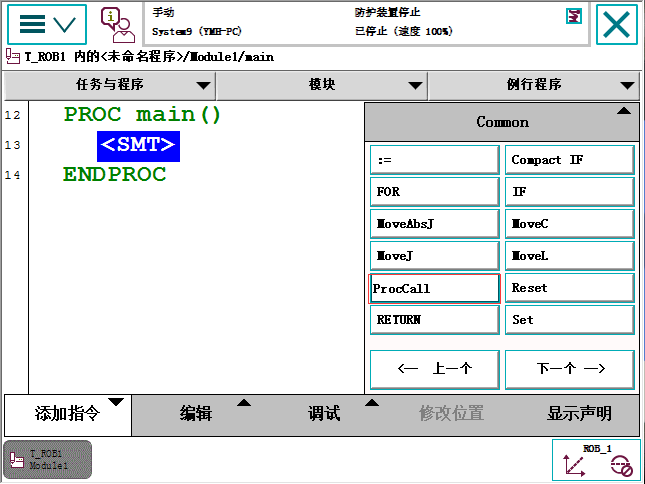 手动
防护装置停止
System9 (YMH-PC)
已停止 (速度 100%)
T_ROB1 内的<未命名程序>/Module1/main
任务与程序
模块
例行程序
12 PROC main()
13 <SMT>
14 ENDPROC
Common
:= Compact IF
FOR IF
MoveAbsJ MoveC
MoveJ MoveL
ProcCall Reset
RETURN Set
<— 上一个 下一个 —>
添加指令 编辑 调试 修改位置 显示声明
T_ROB1
Module1
ROB_1